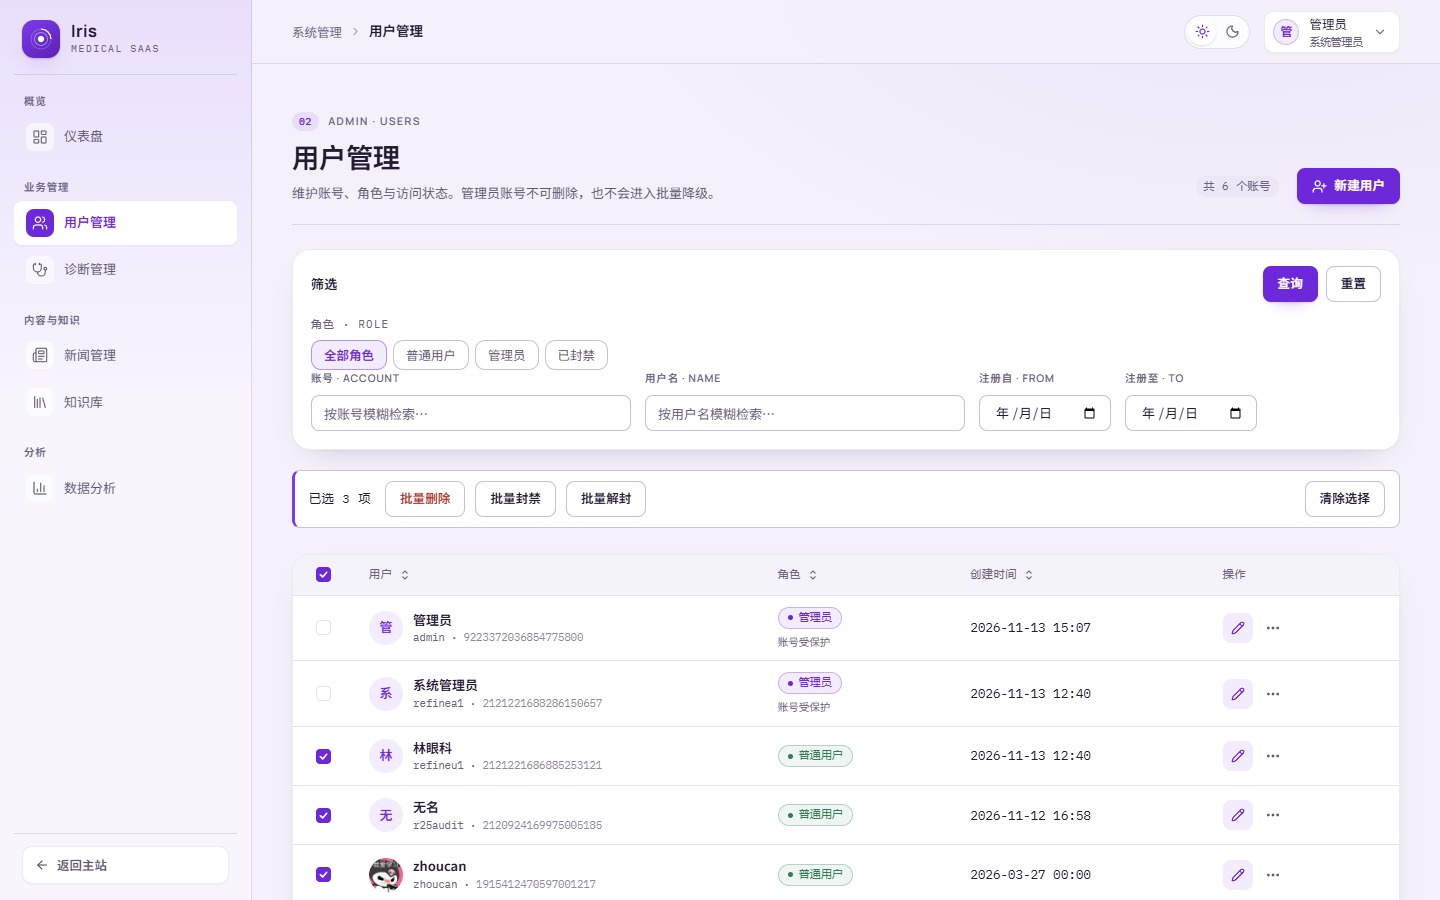 Iris
MEDICAL SAAS
概览
仪表盘
业务管理
用户管理
诊断管理
内容与知识
新闻管理
知识库
分析
数据分析
返回主站
系统管理 > 用户管理
管 管理员
系统管理员
02 ADMIN · USERS
用户管理
维护账号、角色与访问状态。管理员账号不可删除，也不会进入批量降级。
共 6 个账号
新建用户
筛选
查询 重置
角色 · ROLE
全部角色 普通用户 管理员 已封禁
账号 · ACCOUNT 用户名 · NAME 注册自 · FROM 注册至 · TO
按账号模糊检索… 按用户名模糊检索… 年 /月/日 年 /月/日
已选 3 项 批量删除 批量封禁 批量解封 清除选择
用户 角色 创建时间 操作
管 管理员 管理员
admin · 9223372036854775800 账号受保护 2026-11-13 15:07
系 系统管理员 管理员
refinea1 · 2121221688286150657 账号受保护 2026-11-13 12:40
林 林眼科 普通用户 2026-11-13 12:40
refineu1 · 2121221686885253121
无 无名 普通用户 2026-11-12 16:58
r25audit · 2120924169975005185
zhoucan 普通用户 2026-03-27 00:00
zhoucan · 1915412470597001217